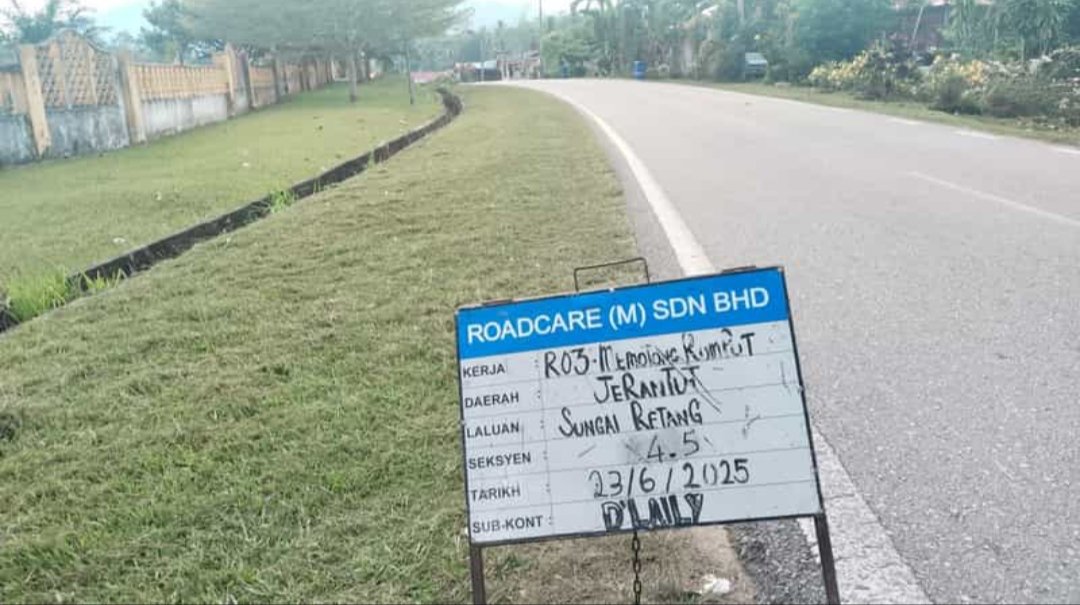 ROADCARE (M) SDN BHD
KERJA : R03-MEMOTONG RUMPUT
DAERAH : JERANTUT
LALUAN : SUNGAI RETANG
SEKSYEN : 4.5
TARIKH : 23/6/2025
SUB-KONT : D'LAILY